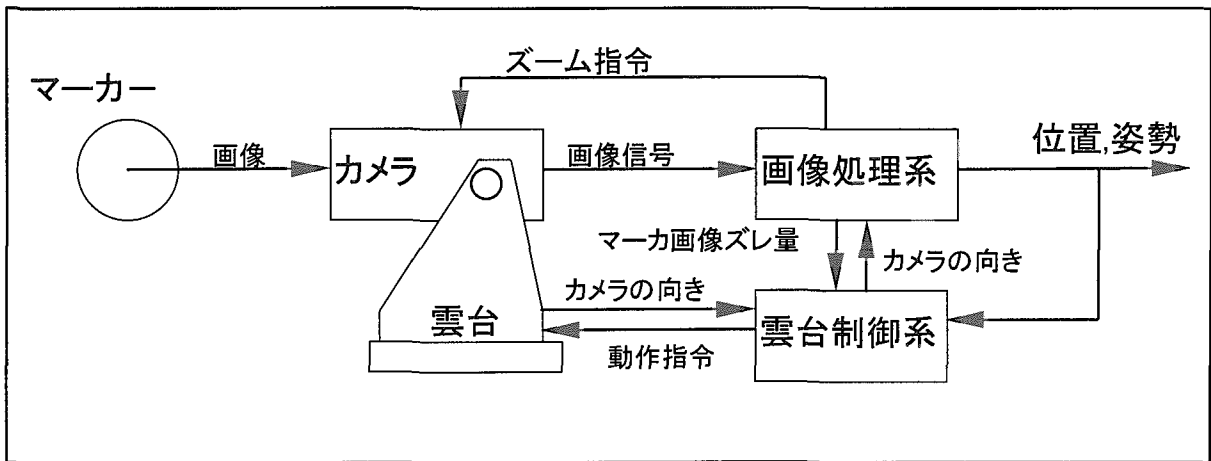 ズーム指令
マーカー
画像
カメラ
画像信号
画像処理系
位置,姿勢
マーカ画像ズレ量
カメラの向き
カメラの向き
雲台
雲台制御系
動作指令